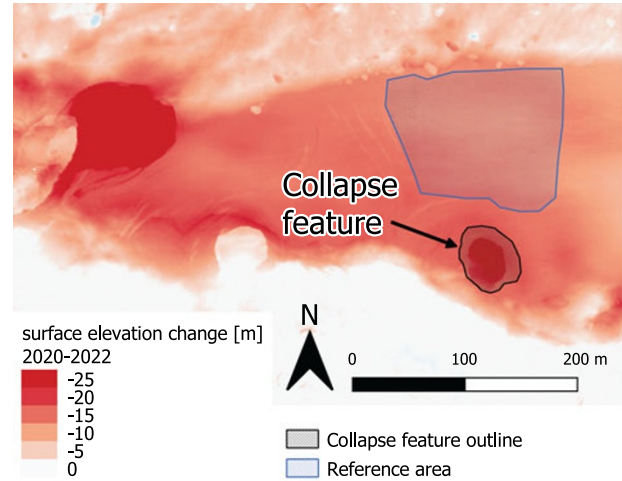 Collapse
feature
N
surface elevation change [m]
2020-2022
-25
-20
-15
-10
-5
0
0 100 200 m
Collapse feature outline
Reference area